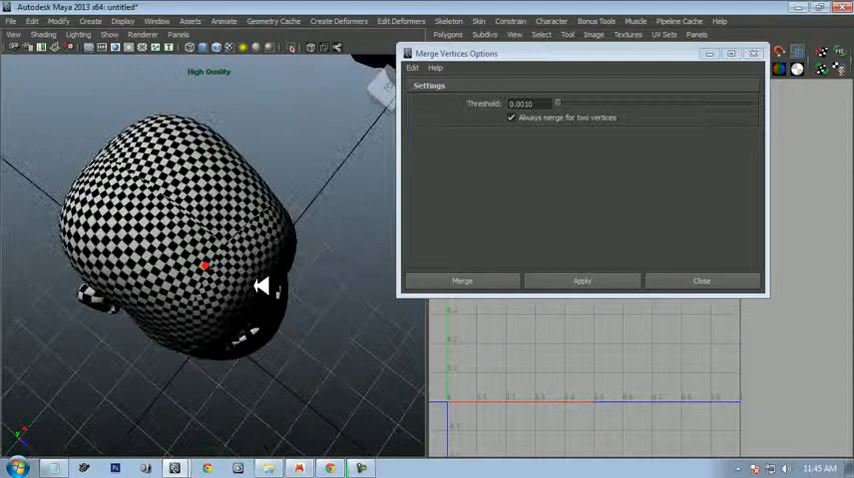 Autodesk Maya 2013 x64: untitled*
File Edit Modify Create Display Window Assets Animate Geometry Cache Create Deformers Edit Deformers Skeleton Skin Constrain Character Bonus Tools Muscle Pipeline Cache Help
View Shading Lighting Show Renderer Panels
Polygons Subdivs View Select Tool Image Textures UV Sets Panels
High Quality
Merge Vertices Options
Edit Help
Settings
Threshold: 0.0010
Always merge for two vertices
Merge Apply Close
11:45 AM